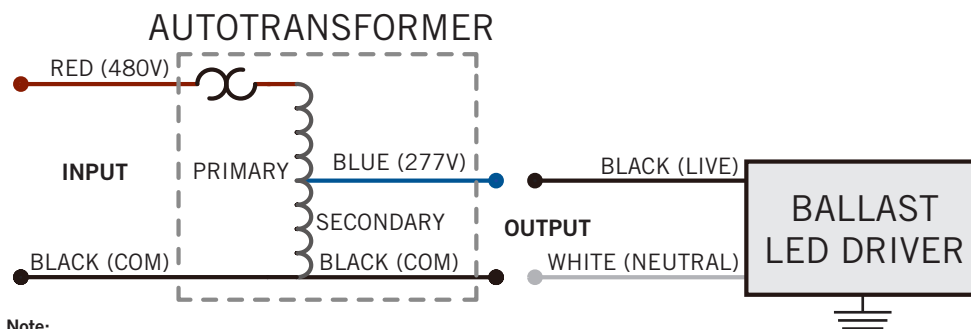 AUTOTRANSFORMER
RED (480V)
INPUT
PRIMARY
BLUE (277V)
BLACK (LIVE)
SECONDARY
OUTPUT
BALLAST
LED DRIVER
BLACK (COM)
BLACK (COM)
WHITE (NEUTRAL)
Note: